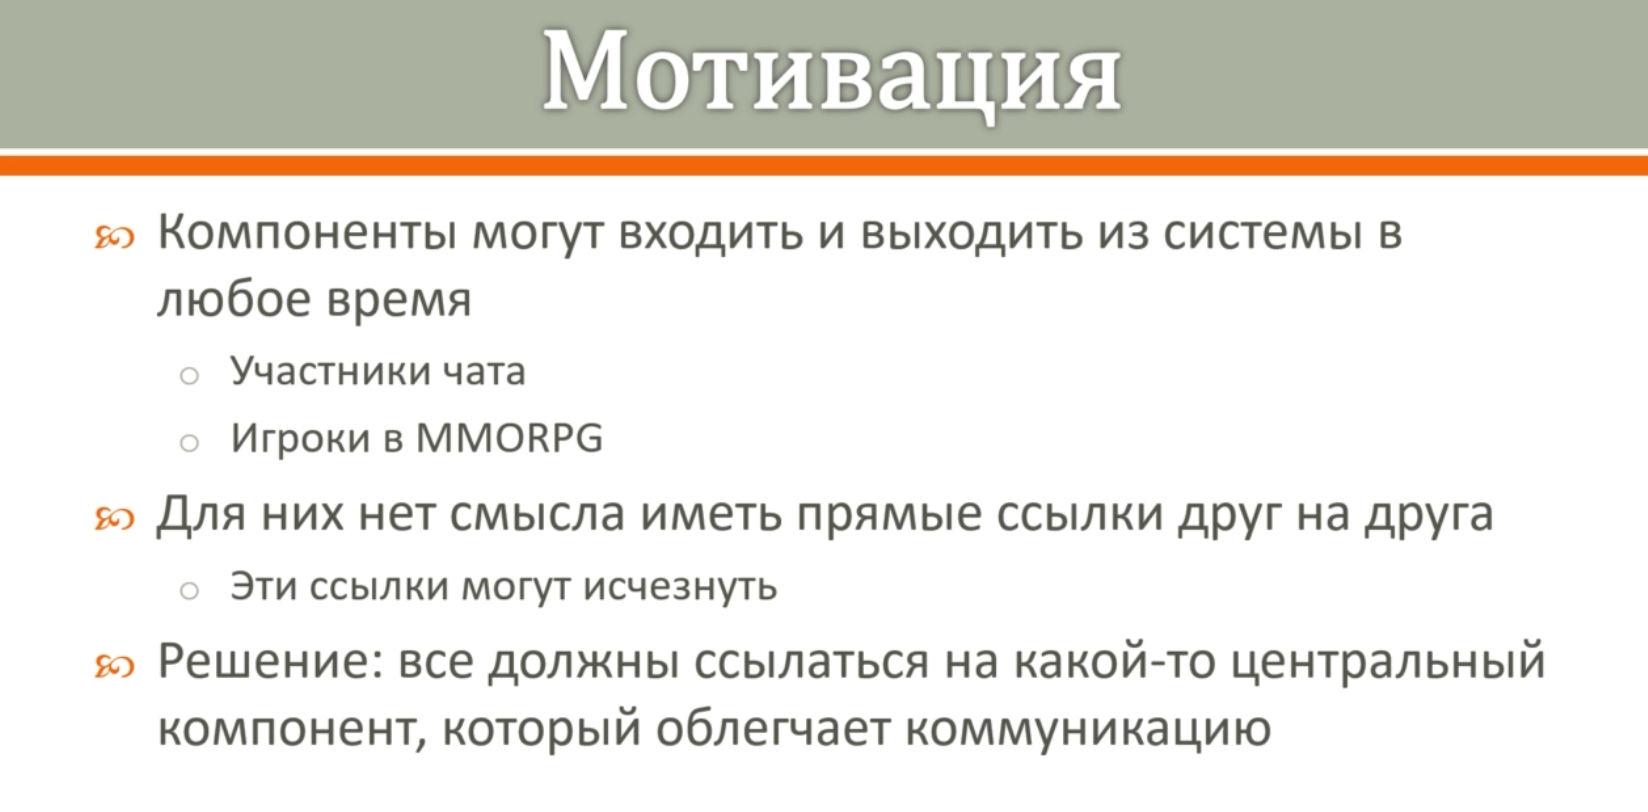 Мотивация
Компоненты могут входить и выходить из системы в
любое время
Участники чата
Игроки в MMORPG
Для них нет смысла иметь прямые ссылки друг на друга
Эти ссылки могут исчезнуть
Решение: все должны ссылаться на какой-то центральный
компонент, который облегчает коммуникацию